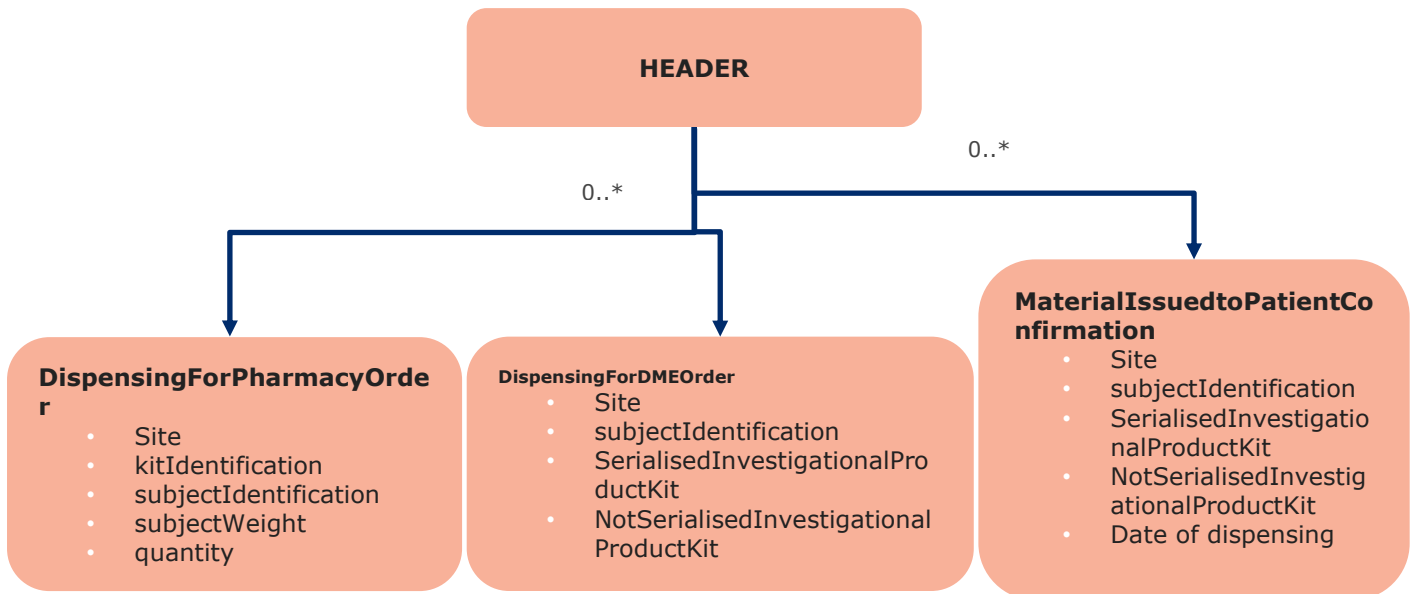 HEADER
0..*
0..*
DispensingForPharmacyOrde
r
• Site
• kitIdentification
• subjectIdentification
• subjectWeight
• quantity
DispensingForDMEOrder
• Site
• subjectIdentification
• SerialisedInvestigationalPro
ductKit
• NotSerialisedInvestigational
ProductKit
MaterialIssuedtoPatientCo
nfirmation
• Site
• subjectIdentification
• SerialisedInvestigatio
nalProductKit
• NotSerialisedInvestig
ationalProductKit
• Date of dispensing